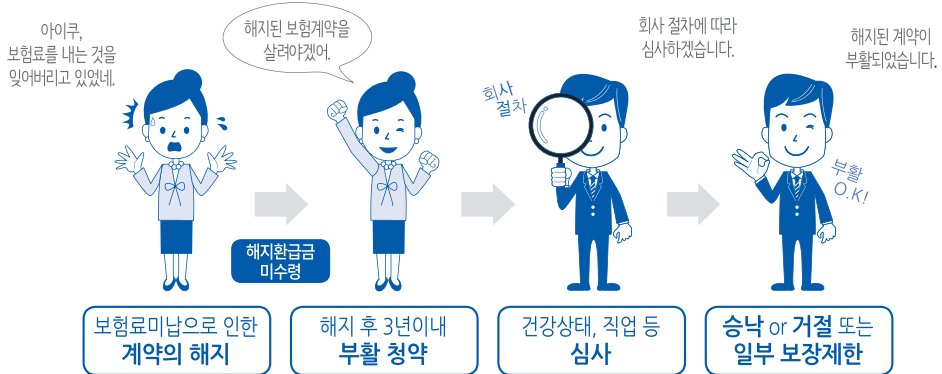 아이쿠,
보험료를 내는 것을
잊어버리고 있었네.
해지된 보험계약을
살려야겠어.
회사 절차에 따라
심사하겠습니다.
해지된 계약이
부활되었습니다.
회사
절차
부활
O.K!
해지환급금
미수령
보험료미납으로 인한
계약의 해지
해지 후 3년이내
부활 청약
건강상태, 직업 등
심사
승낙 or 거절 또는
일부 보장제한